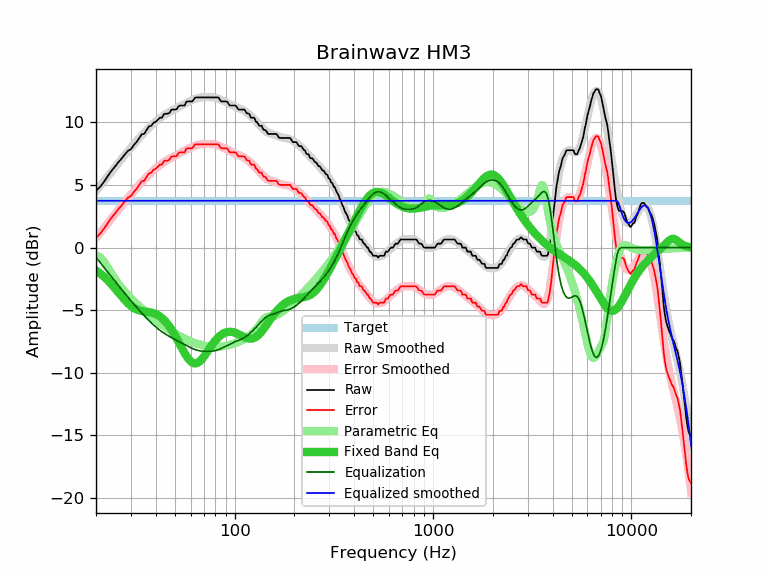 Brainwavz HM3
Amplitude (dBr)
10
5
0
−5
−10
−15
−20
Target
Raw Smoothed
Error Smoothed
Raw
Error
Parametric Eq
Fixed Band Eq
Equalization
Equalized smoothed
100 1000 10000
Frequency (Hz)